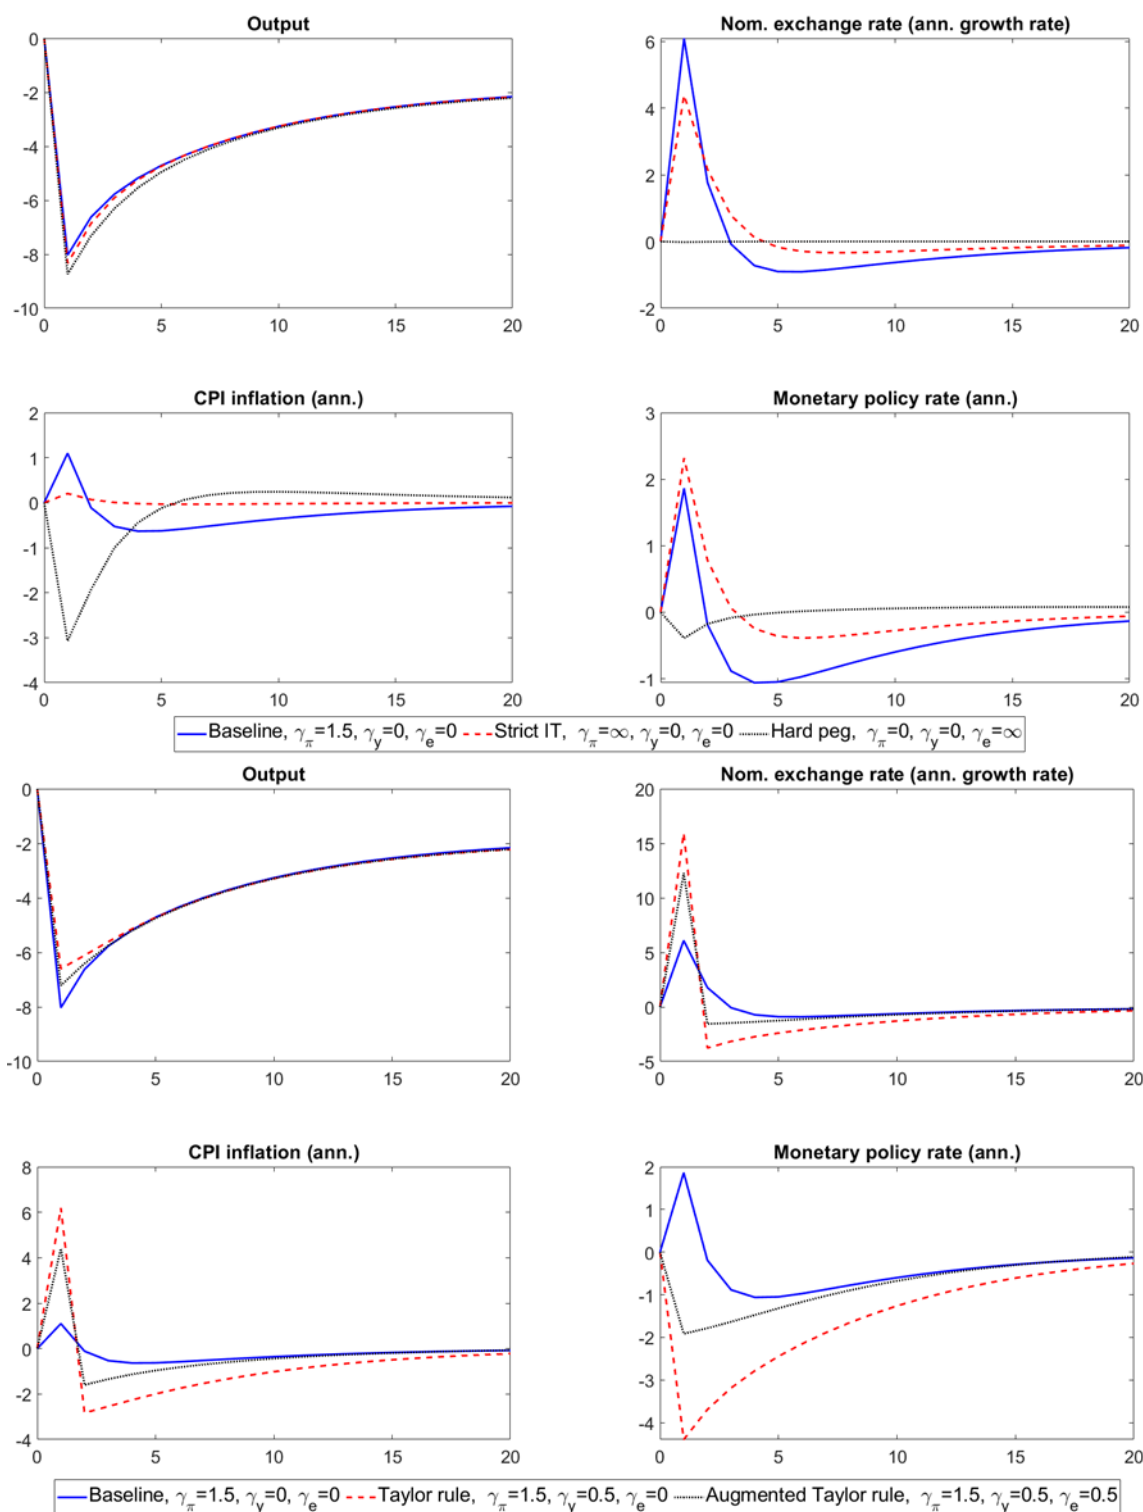 Output
Nom. exchange rate (ann. growth rate)
0
-2
-4
-6
-8
-10
0 5 10 15 20
6
4
2
0
-2
0 5 10 15 20
CPI inflation (ann.)
Monetary policy rate (ann.)
2
1
0
-1
-2
-3
-4
0 5 10 15 20
3
2
1
0
-1
0 5 10 15 20
Baseline, γπ=1.5, γy=0, γe=0 Strict IT, γπ=∞, γy=0, γe=0 Hard peg, γπ=0, γy=0, γe=∞
Output
Nom. exchange rate (ann. growth rate)
0
-2
-4
-6
-8
-10
0 5 10 15 20
20
15
10
5
0
-5
0 5 10 15 20
CPI inflation (ann.)
Monetary policy rate (ann.)
8
6
4
2
0
-2
-4
0 5 10 15 20
2
1
0
-1
-2
-3
-4
0 5 10 15 20
Baseline, γπ=1.5, γy=0, γe=0 Taylor rule, γπ=1.5, γy=0.5, γe=0 Augmented Taylor rule, γπ=1.5, γy=0.5, γe=0.5